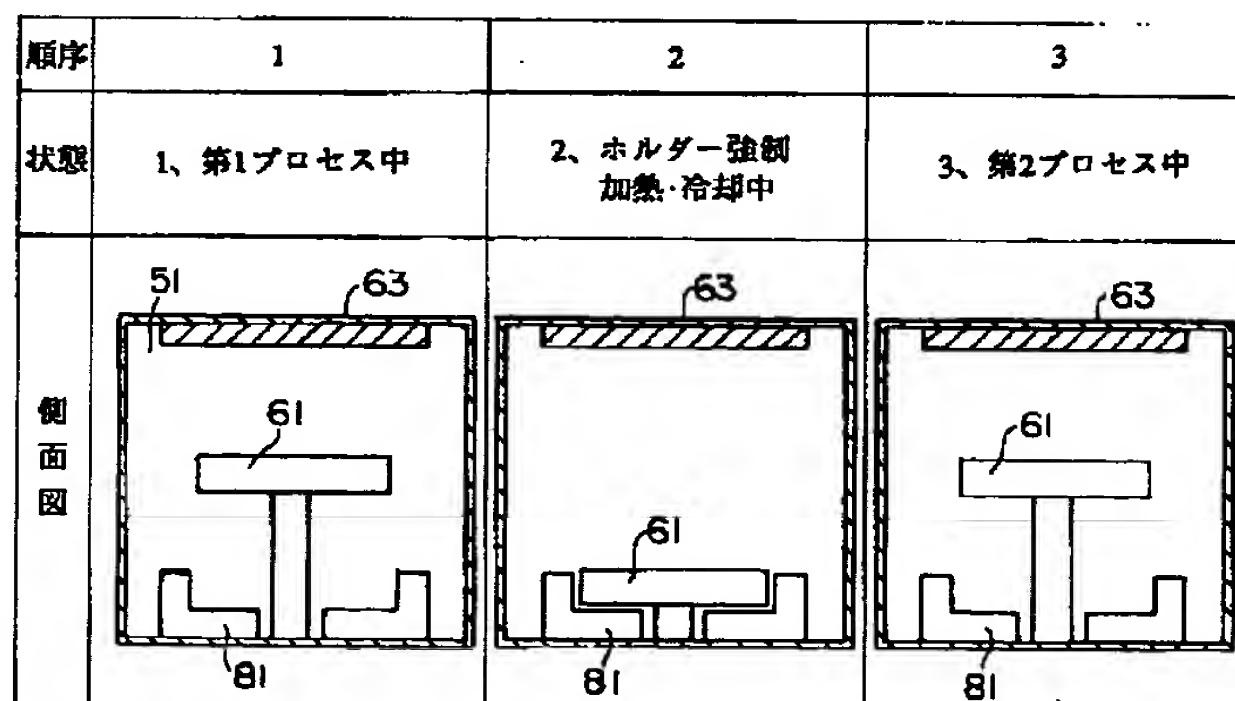 順序 1 2 3
状態 1、第1プロセス中 2、ホルダー強制 3、第2プロセス中
加熱・冷却中
側面図
51 63 63 63
61 61
61
81 81 81